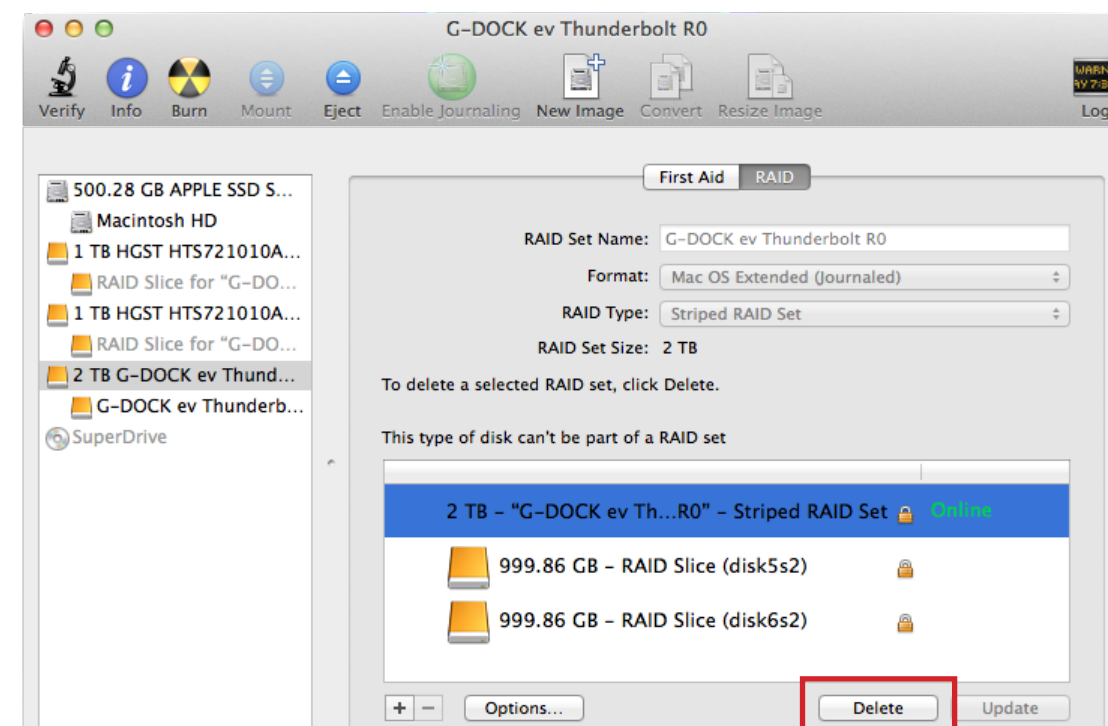 G-DOCK ev Thunderbolt R0
Verify Info Burn Mount Eject Enable Journaling New Image Convert Resize Image Log
WARN
AY 7:3
500.28 GB APPLE SSD S...
Macintosh HD
1 TB HGST HTS721010A...
RAID Slice for “G-DO...
1 TB HGST HTS721010A...
RAID Slice for “G-DO...
2 TB G-DOCK ev Thund...
G-DOCK ev Thunderb...
SuperDrive
First Aid RAID
RAID Set Name: G-DOCK ev Thunderbolt R0
Format: Mac OS Extended (Journaled)
RAID Type: Striped RAID Set
RAID Set Size: 2 TB
To delete a selected RAID set, click Delete.
This type of disk can't be part of a RAID set
2 TB – “G-DOCK ev Th...R0” – Striped RAID Set Online
999.86 GB – RAID Slice (disk5s2)
999.86 GB – RAID Slice (disk6s2)
+ − Options... Delete Update